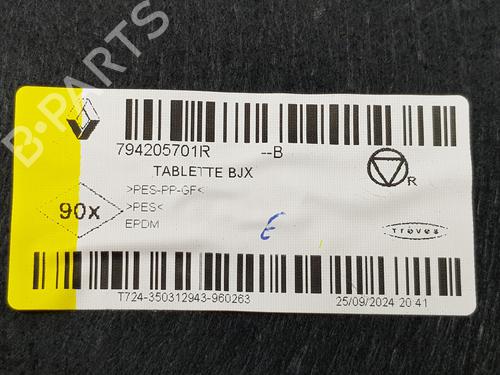 B-PARTS
794205701R --B
TABLETTE BJX
>PES-PP-GF<
>PES<
EPDM
90x
R
E
Treves
T724-350312943-960263
25/09/2024 20 41